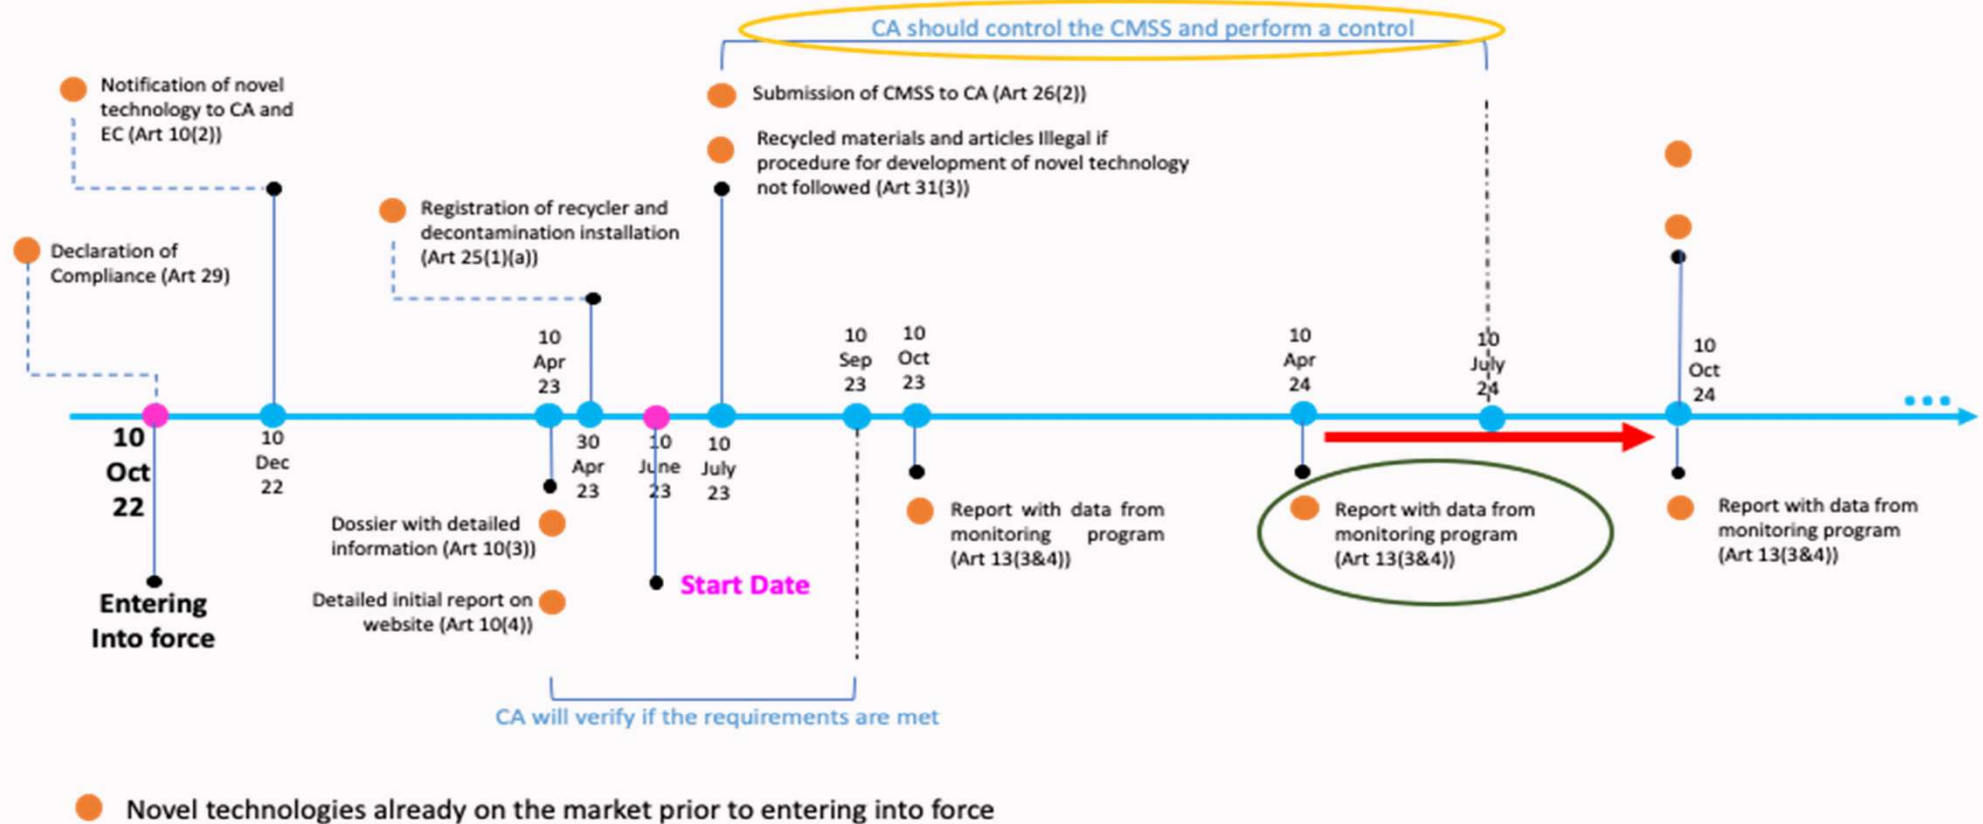 CA should control the CMSS and perform a control
Notification of novel
technology to CA and
EC (Art 10(2))
Submission of CMSS to CA (Art 26(2))
Recycled materials and articles Illegal if
procedure for development of novel technology
not followed (Art 31(3))
Registration of recycler and
decontamination installation
(Art 25(1)(a))
Declaration of
Compliance (Art 29)
10
Apr
23
10
Sep
23
10
Oct
23
10
Apr
24
10
July
24
10
Oct
24
10
Oct
22
10
Dec
22
30
Apr
23
10
June
23
10
July
23
Dossier with detailed
information (Art 10(3))
Detailed initial report on
website (Art 10(4))
Start Date
Report with data from
monitoring program
(Art 13(3&4))
Report with data from
monitoring program
(Art 13(3&4))
Report with data from
monitoring program
(Art 13(3&4))
Entering
Into force
CA will verify if the requirements are met
Novel technologies already on the market prior to entering into force